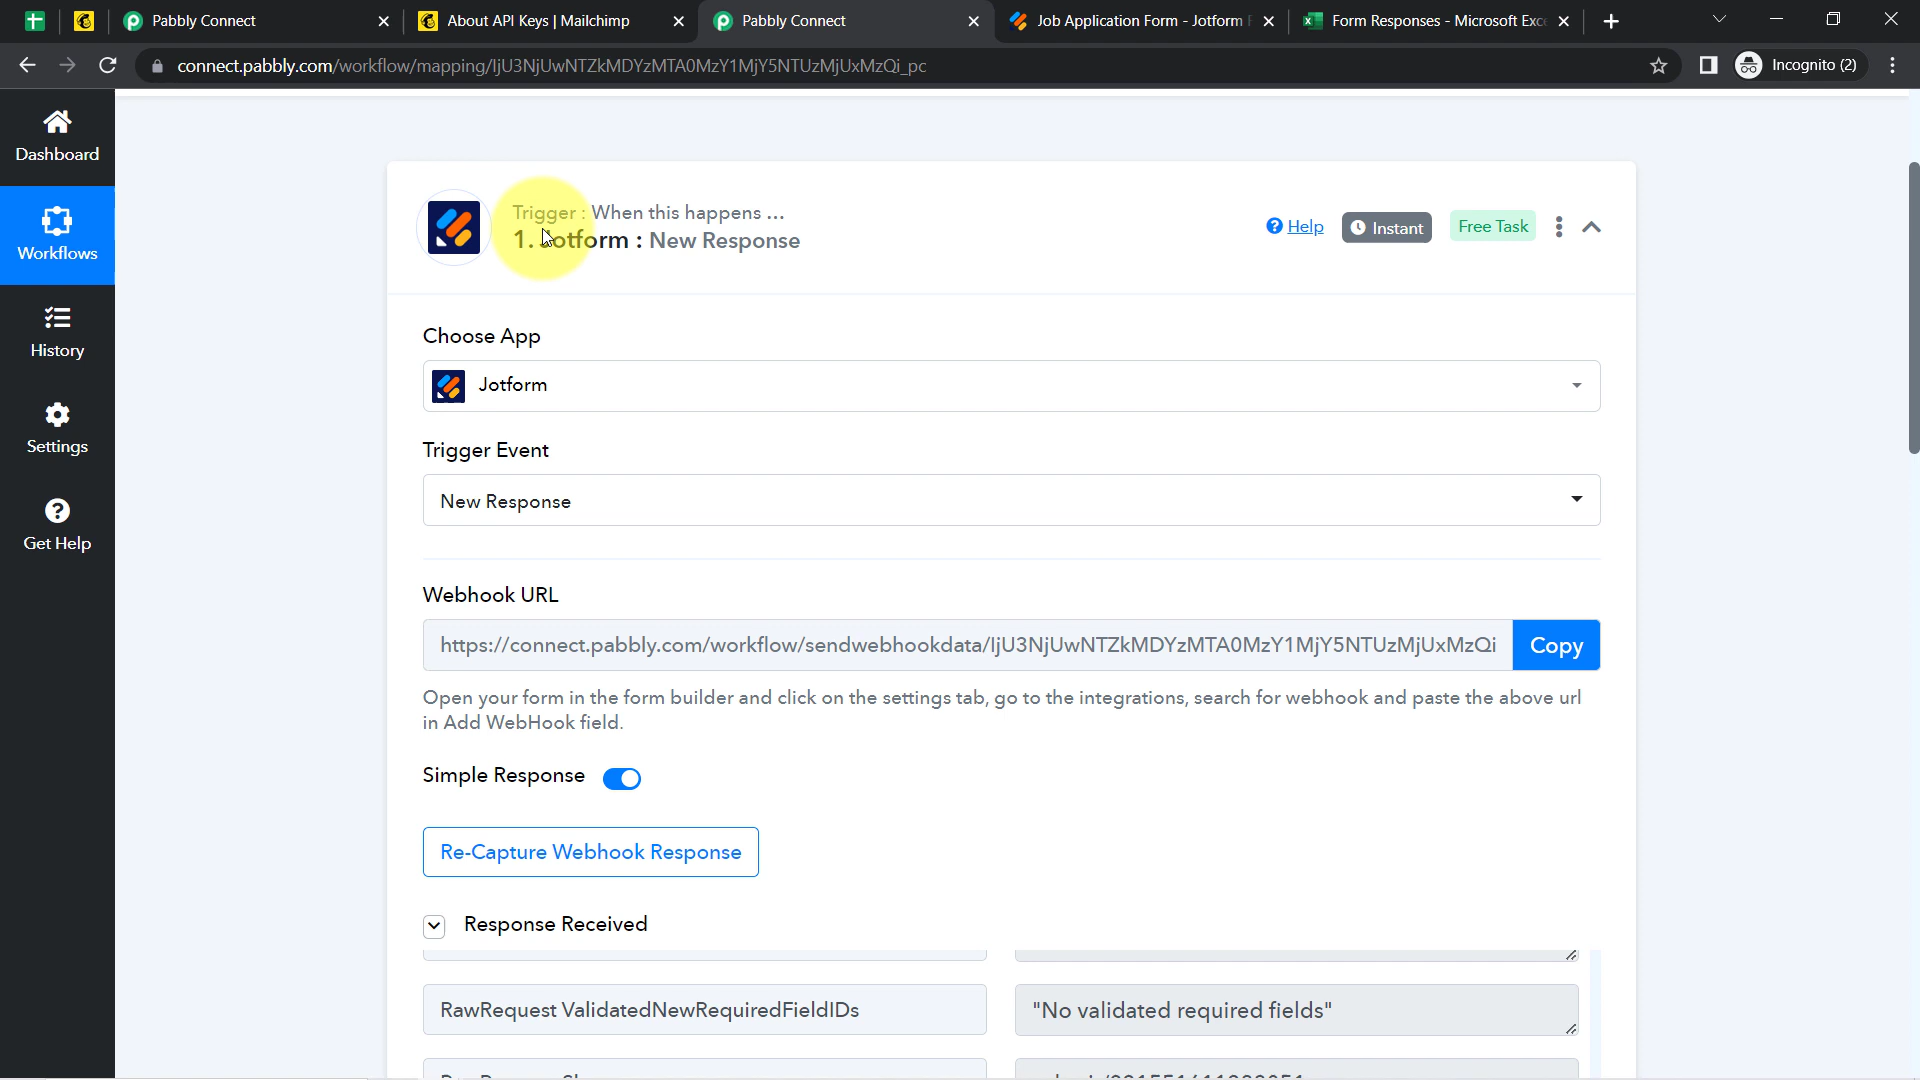 Pabbly Connect
About API Keys | Mailchimp
Pabbly Connect
Job Application Form - Jotform
Form Responses - Microsoft Exc
connect.pabbly.com/workflow/mapping/IjU3NjUwNTZkMDYzMTA0MzY1MjY5NTUzMjUxMzQi_pc
Incognito (2)
Dashboard
Workflows
History
Settings
Get Help
Trigger : When this happens ...
1. Jotform : New Response
Help
Instant
Free Task
Choose App
Jotform
Trigger Event
New Response
Webhook URL
https://connect.pabbly.com/workflow/sendwebhookdata/IjU3NjUwNTZkMDYzMTA0MzY1MjY5NTUzMjUxMzQi
Copy
Open your form in the form builder and click on the settings tab, go to the integrations, search for webhook and paste the above url
in Add WebHook field.
Simple Response
Re-Capture Webhook Response
Response Received
RawRequest ValidatedNewRequiredFieldIDs
"No validated required fields"